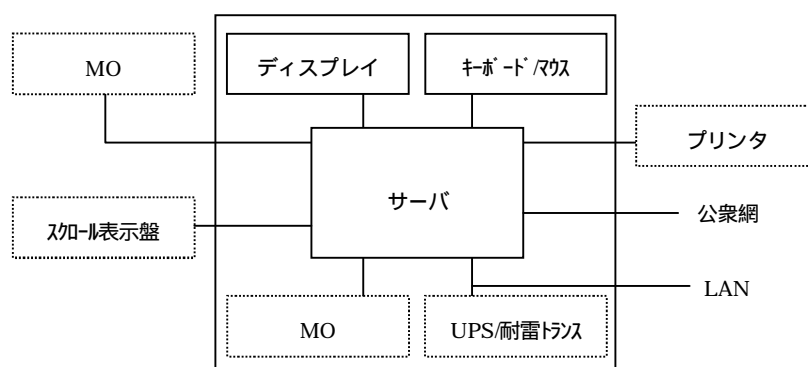 MO
ディスプレイ
ｷｰﾎﾞｰﾄﾞ/ﾏｳｽ
プリンタ
サーバ
ｽｸﾛｰﾙ表示盤
公衆網
LAN
MO
UPS/耐雷ﾄﾗﾝｽ